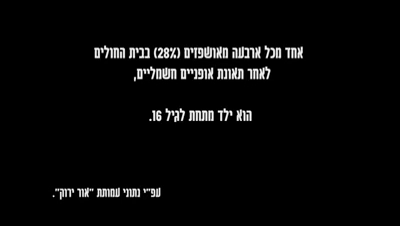 אחד מכל ארבעה מאושפזים (28%) בבית החולים
לאחר תאונת אופניים חשמליים,
הוא ילד מתחת לגיל 16.
עפ״י נתוני עמותת ״אור ירוק״.